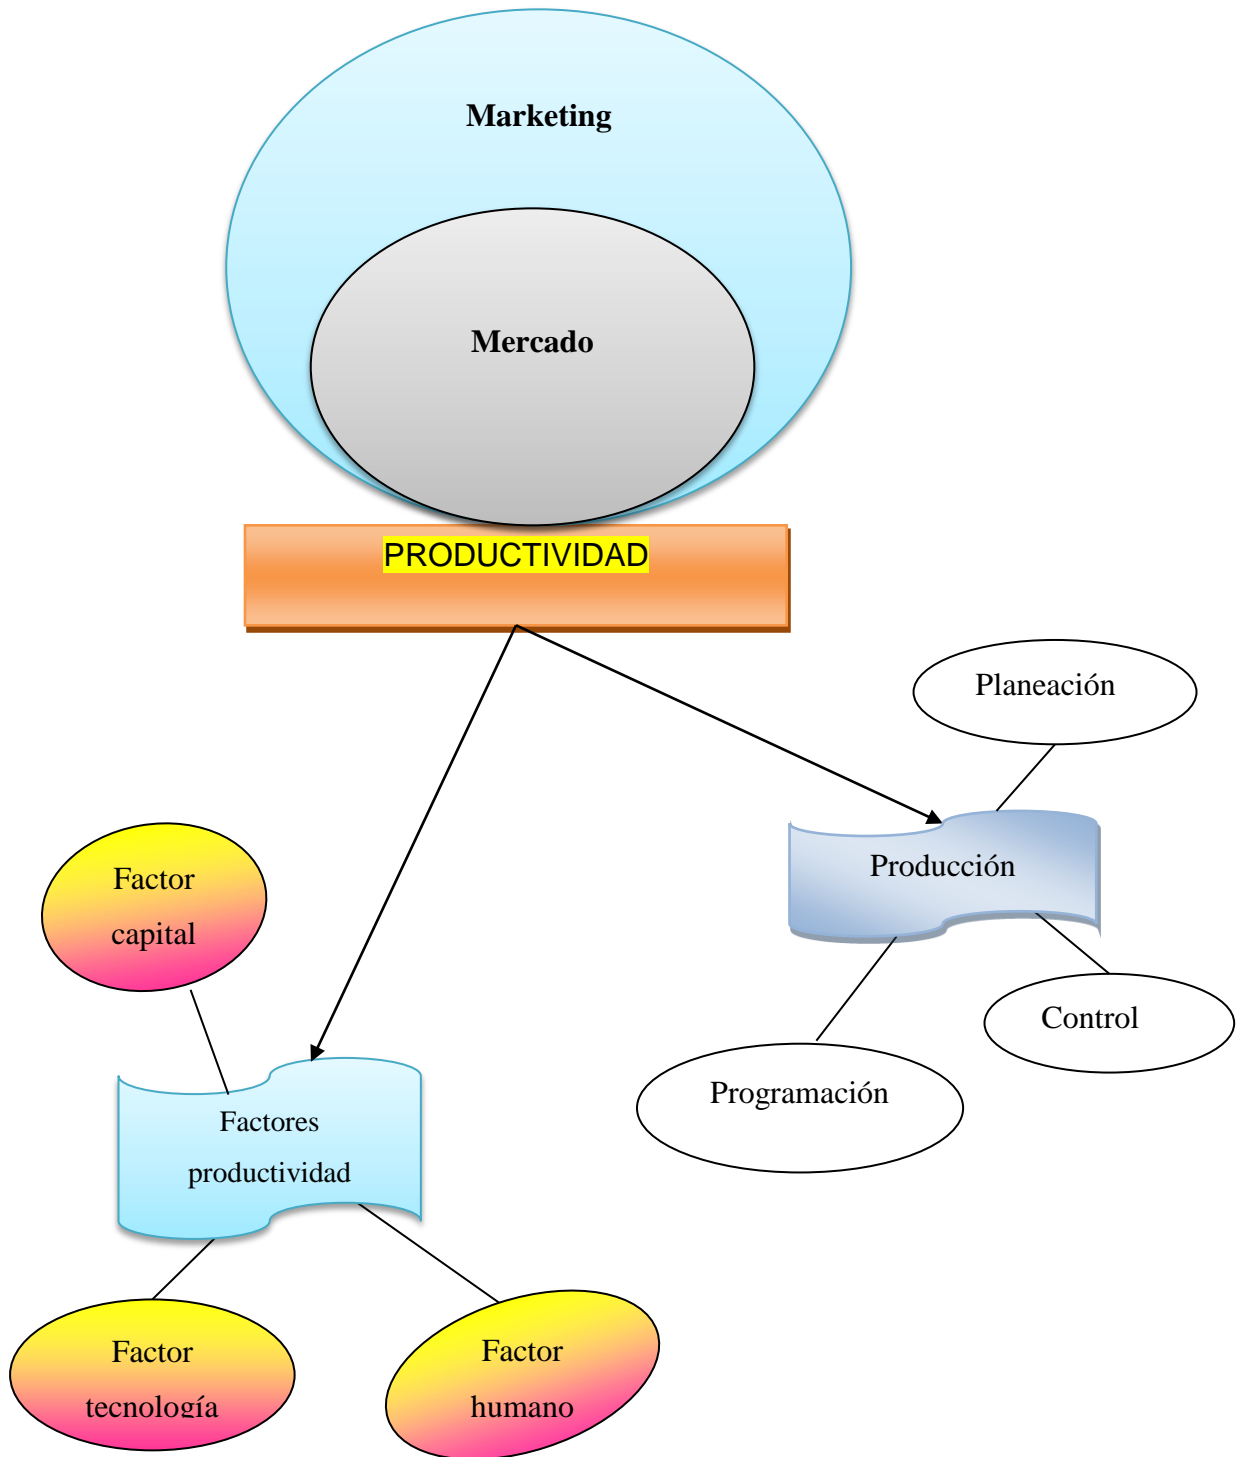 Marketing
Mercado
PRODUCTIVIDAD
Planeación
Producción
Factor
capital
Control
Programación
Factores
productividad
Factor
tecnología
Factor
humano